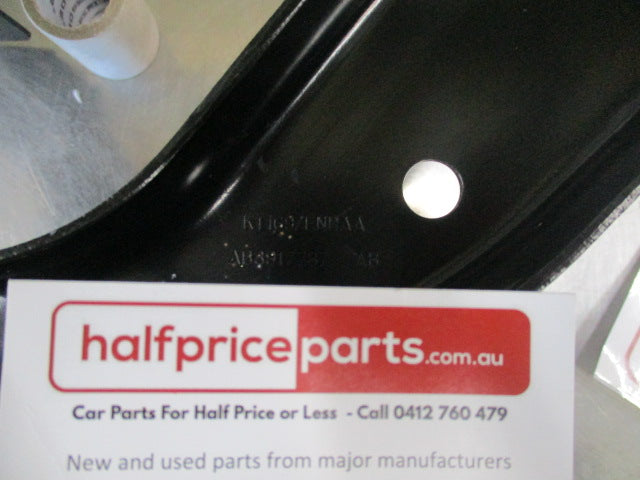 halfpriceparts.com.au
Car Parts For Half Price or Less - Call 0412 760 479
New and used parts from major manufacturers